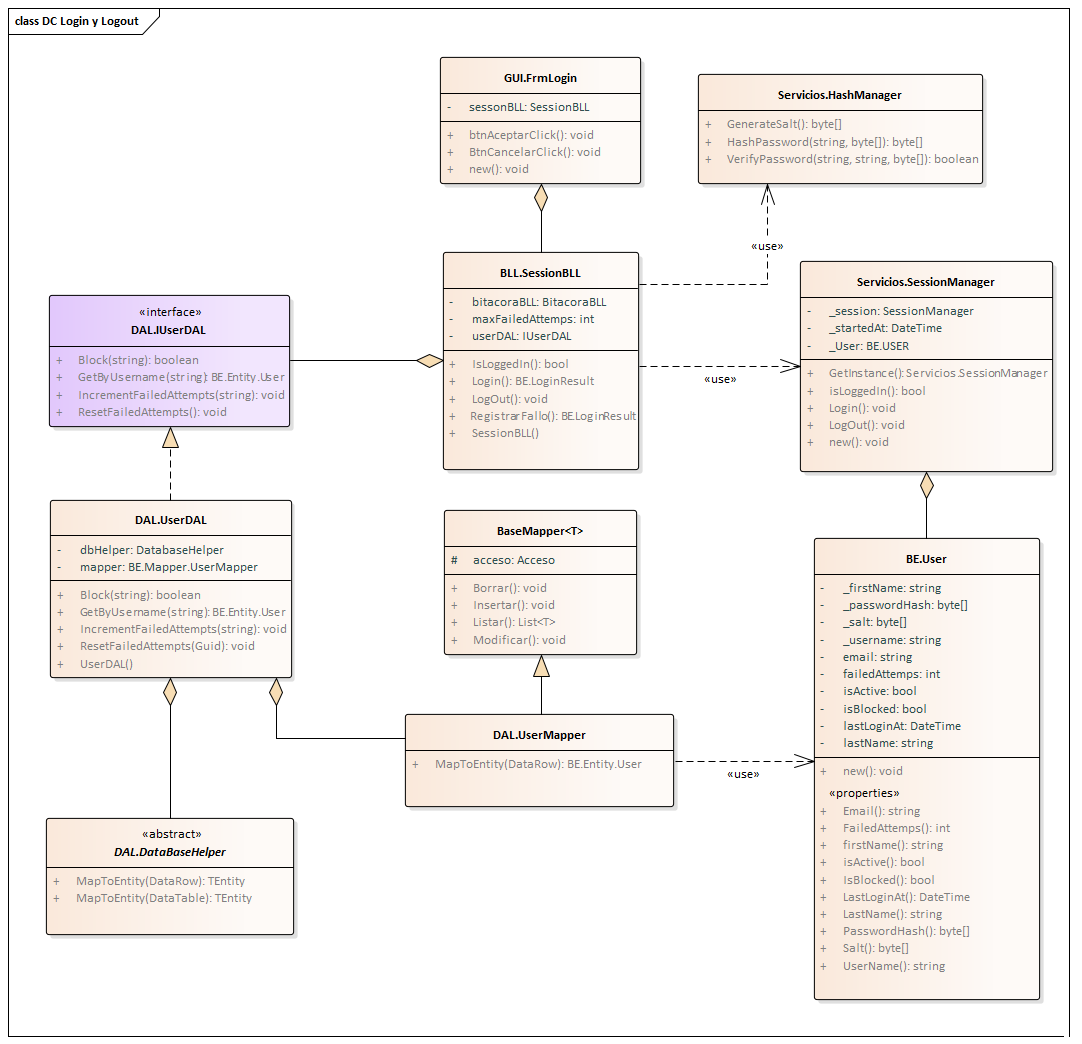 class DC Login y Logout
GUI.FrmLogin
- sessonBLL: SessionBLL
+ btnAceptarClick(): void
+ BtnCancelarClick(): void
+ new(): void
Servicios.HashManager
+ GenerateSalt(): byte[]
+ HashPassword(string, byte[]): byte[]
+ VerifyPassword(string, string, byte[]): boolean
«use»
BLL.SessionBLL
- bitacoraBLL: BitacoraBLL
- maxFailedAttemps: int
- userDAL: IUserDAL
+ IsLoggedIn(): bool
+ Login(): BE.LoginResult
+ LogOut(): void
+ RegistrarFallo(): BE.LoginResult
+ SessionBLL()
«use»
Servicios.SessionManager
- _session: SessionManager
- _startedAt: DateTime
- _User: BE.USER
+ GetInstance(): Servicios.SessionManager
+ isLoggedIn(): bool
+ Login(): void
+ LogOut(): void
+ new(): void
«interface»
DAL.IUserDAL
+ Block(string): boolean
+ GetByUsername(string): BE.Entity.User
+ IncrementFailedAttempts(string): void
+ ResetFailedAttempts(): void
DAL.UserDAL
- dbHelper: DatabaseHelper
- mapper: BE.Mapper.UserMapper
+ Block(string): boolean
+ GetByUsername(string): BE.Entity.User
+ IncrementFailedAttempts(string): void
+ ResetFailedAttempts(Guid): void
+ UserDAL()
BaseMapper<T>
# acceso: Acceso
+ Borrar(): void
+ Insertar(): void
+ Listar(): List<T>
+ Modificar(): void
DAL.UserMapper
+ MapToEntity(DataRow): BE.Entity.User
«use»
BE.User
- _firstName: string
- _passwordHash: byte[]
- _salt: byte[]
- _username: string
- email: string
- failedAttemps: int
- isActive: bool
- isBlocked: bool
- lastLoginAt: DateTime
- lastName: string
+ new(): void
«properties»
+ Email(): string
+ FailedAttemps(): int
+ firstName(): string
+ isActive(): bool
+ IsBlocked(): bool
+ LastLoginAt(): DateTime
+ LastName(): string
+ PasswordHash(): byte[]
+ Salt(): byte[]
+ UserName(): string
«abstract»
DAL.DataBaseHelper
+ MapToEntity(DataRow): TEntity
+ MapToEntity(DataTable): TEntity